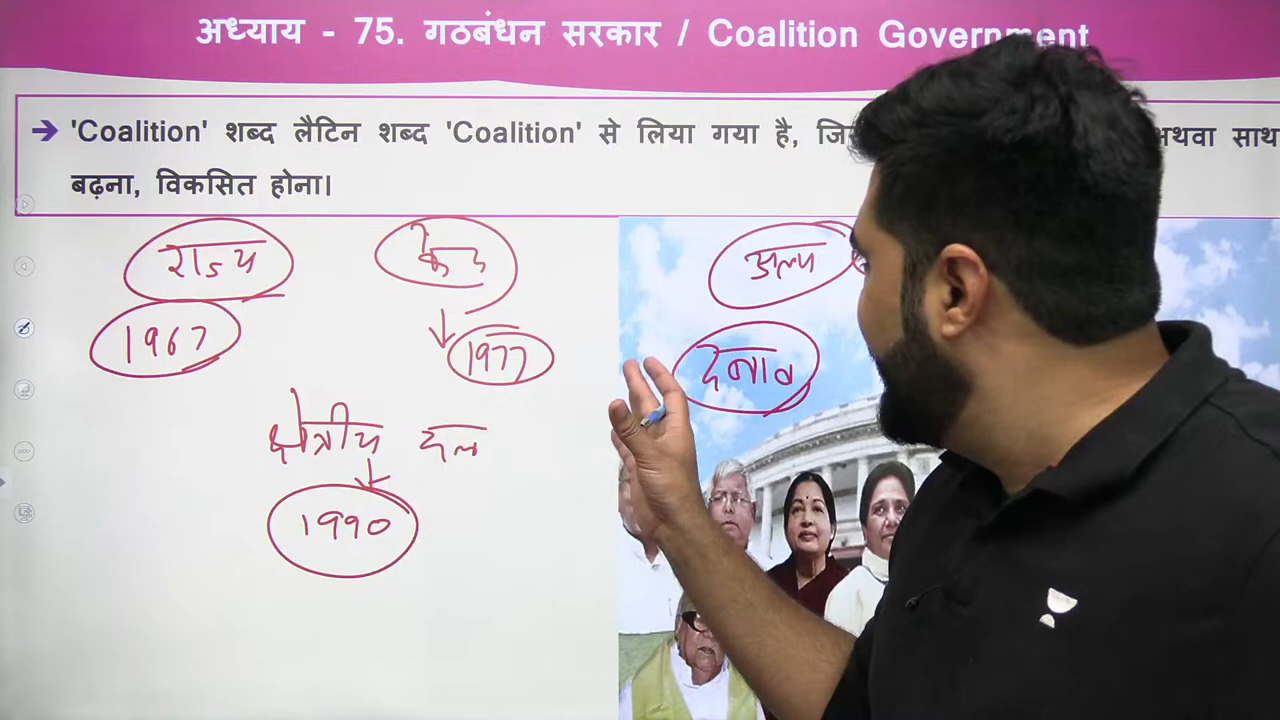 अध्याय - 75. गठबंधन सरकार / Coalition Government
'Coalition' शब्द लैटिन शब्द 'Coalition' से लिया गया है, अथवा साथ
बढ़ना, विकसित होना।
राज्य केंद्र अल्प
1967 1977 दबाव
क्षेत्रीय दल
1990